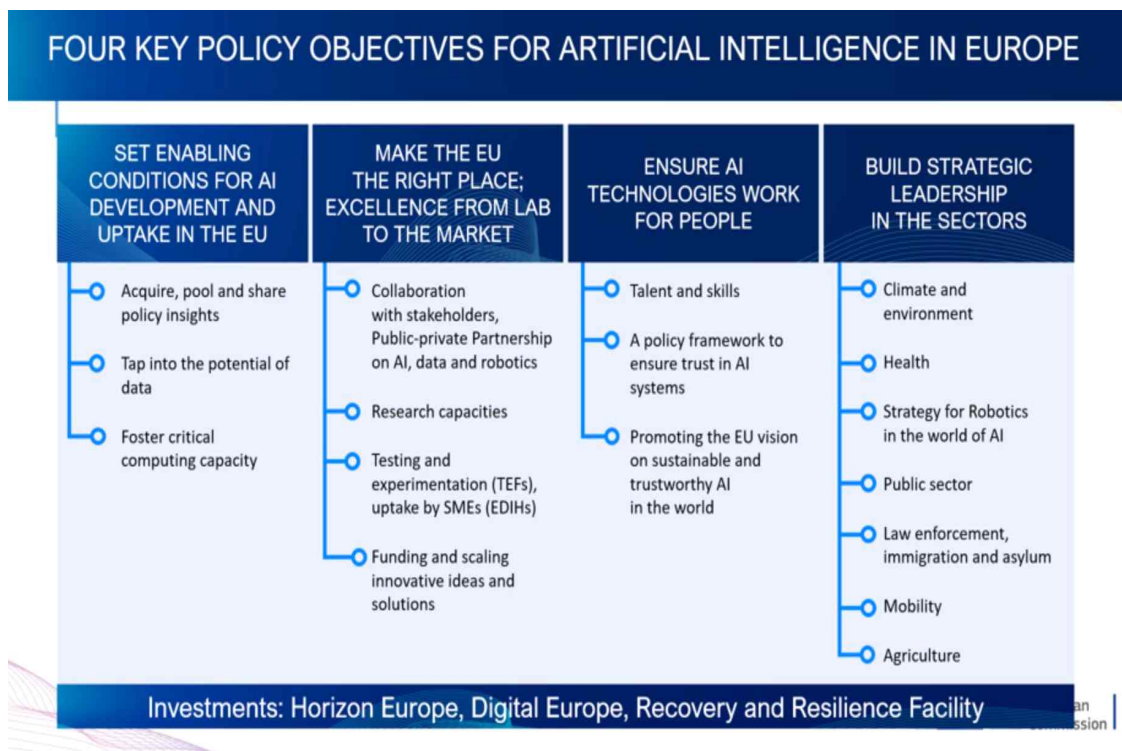 FOUR KEY POLICY OBJECTIVES FOR ARTIFICIAL INTELLIGENCE IN EUROPE
SET ENABLING
CONDITIONS FOR AI
DEVELOPMENT AND
UPTAKE IN THE EU
Acquire, pool and share
policy insights
Tap into the potential of
data
Foster critical
computing capacity
MAKE THE EU
THE RIGHT PLACE;
EXCELLENCE FROM LAB
TO THE MARKET
Collaboration
with stakeholders,
Public-private Partnership
on AI, data and robotics
Research capacities
Testing and
experimentation (TEFs),
uptake by SMEs (EDIHs)
Funding and scaling
innovative ideas and
solutions
ENSURE AI
TECHNOLOGIES WORK
FOR PEOPLE
Talent and skills
A policy framework to
ensure trust in AI
systems
Promoting the EU vision
on sustainable and
trustworthy AI
in the world
BUILD STRATEGIC
LEADERSHIP
IN THE SECTORS
Climate and
environment
Health
Strategy for Robotics
in the world of AI
Public sector
Law enforcement,
immigration and asylum
Mobility
Agriculture
Investments: Horizon Europe, Digital Europe, Recovery and Resilience Facility